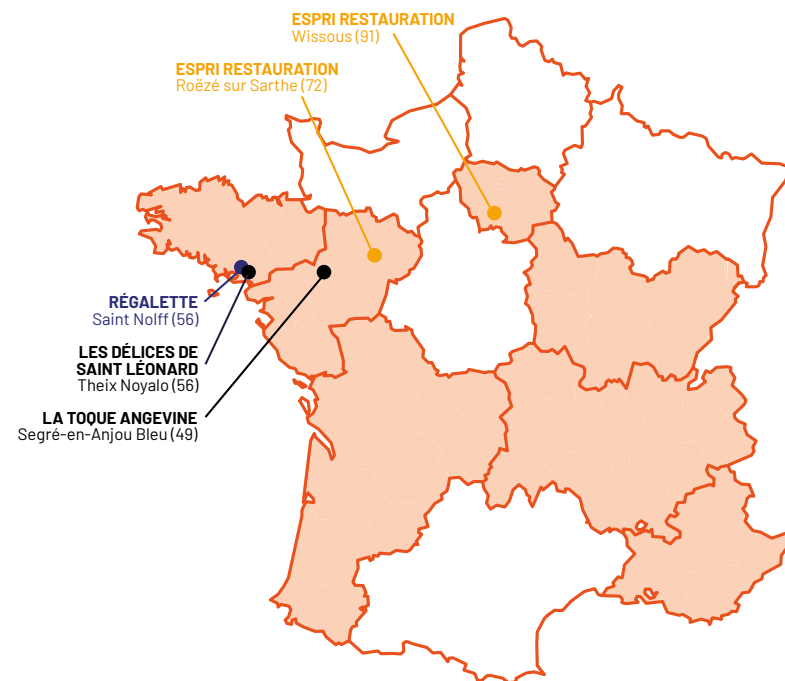 ESPRI RESTAURATION
Wissous (91)
ESPRI RESTAURATION
Roëzé sur Sarthe (72)
RÉGALETTE
Saint Nolff (56)
LES DÉLICES DE
SAINT LÉONARD
Theix Noyalo (56)
LA TOQUE ANGEVINE
Segré-en-Anjou Bleu (49)